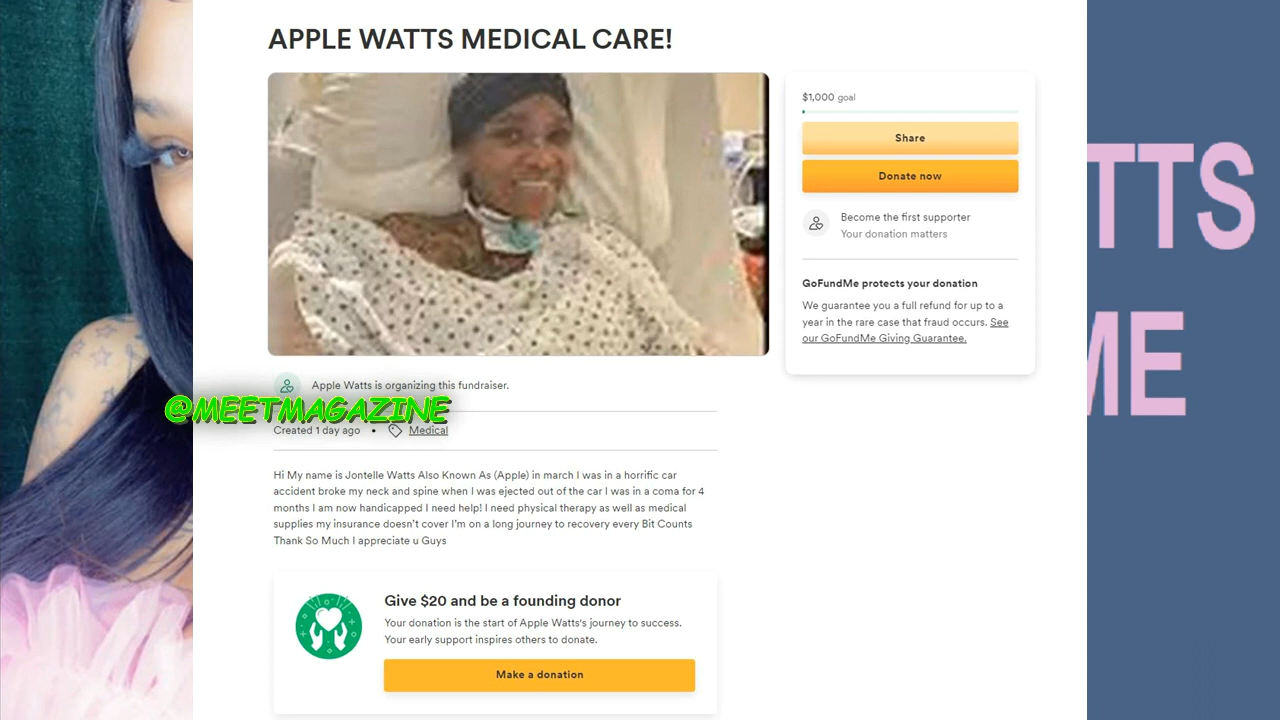 APPLE WATTS MEDICAL CARE!
$1,000 goal
Share
Donate now
Become the first supporter
Your donation matters
GoFundMe protects your donation
We guarantee you a full refund for up to a
year in the rare case that fraud occurs. See
our GoFundMe Giving Guarantee.
Apple Watts is organizing this fundraiser.
@MEETMAGAZINE
Created 1 day ago • Medical
Hi My name is Jontelle Watts Also Known As (Apple) in march I was in a horrific car
accident broke my neck and spine when I was ejected out of the car I was in a coma for 4
months I am now handicapped I need help! I need physical therapy as well as medical
supplies my insurance doesn’t cover I’m on a long journey to recovery every Bit Counts
Thank So Much I appreciate u Guys
Give $20 and be a founding donor
Your donation is the start of Apple Watts's journey to success.
Your early support inspires others to donate.
Make a donation
TTS
ME